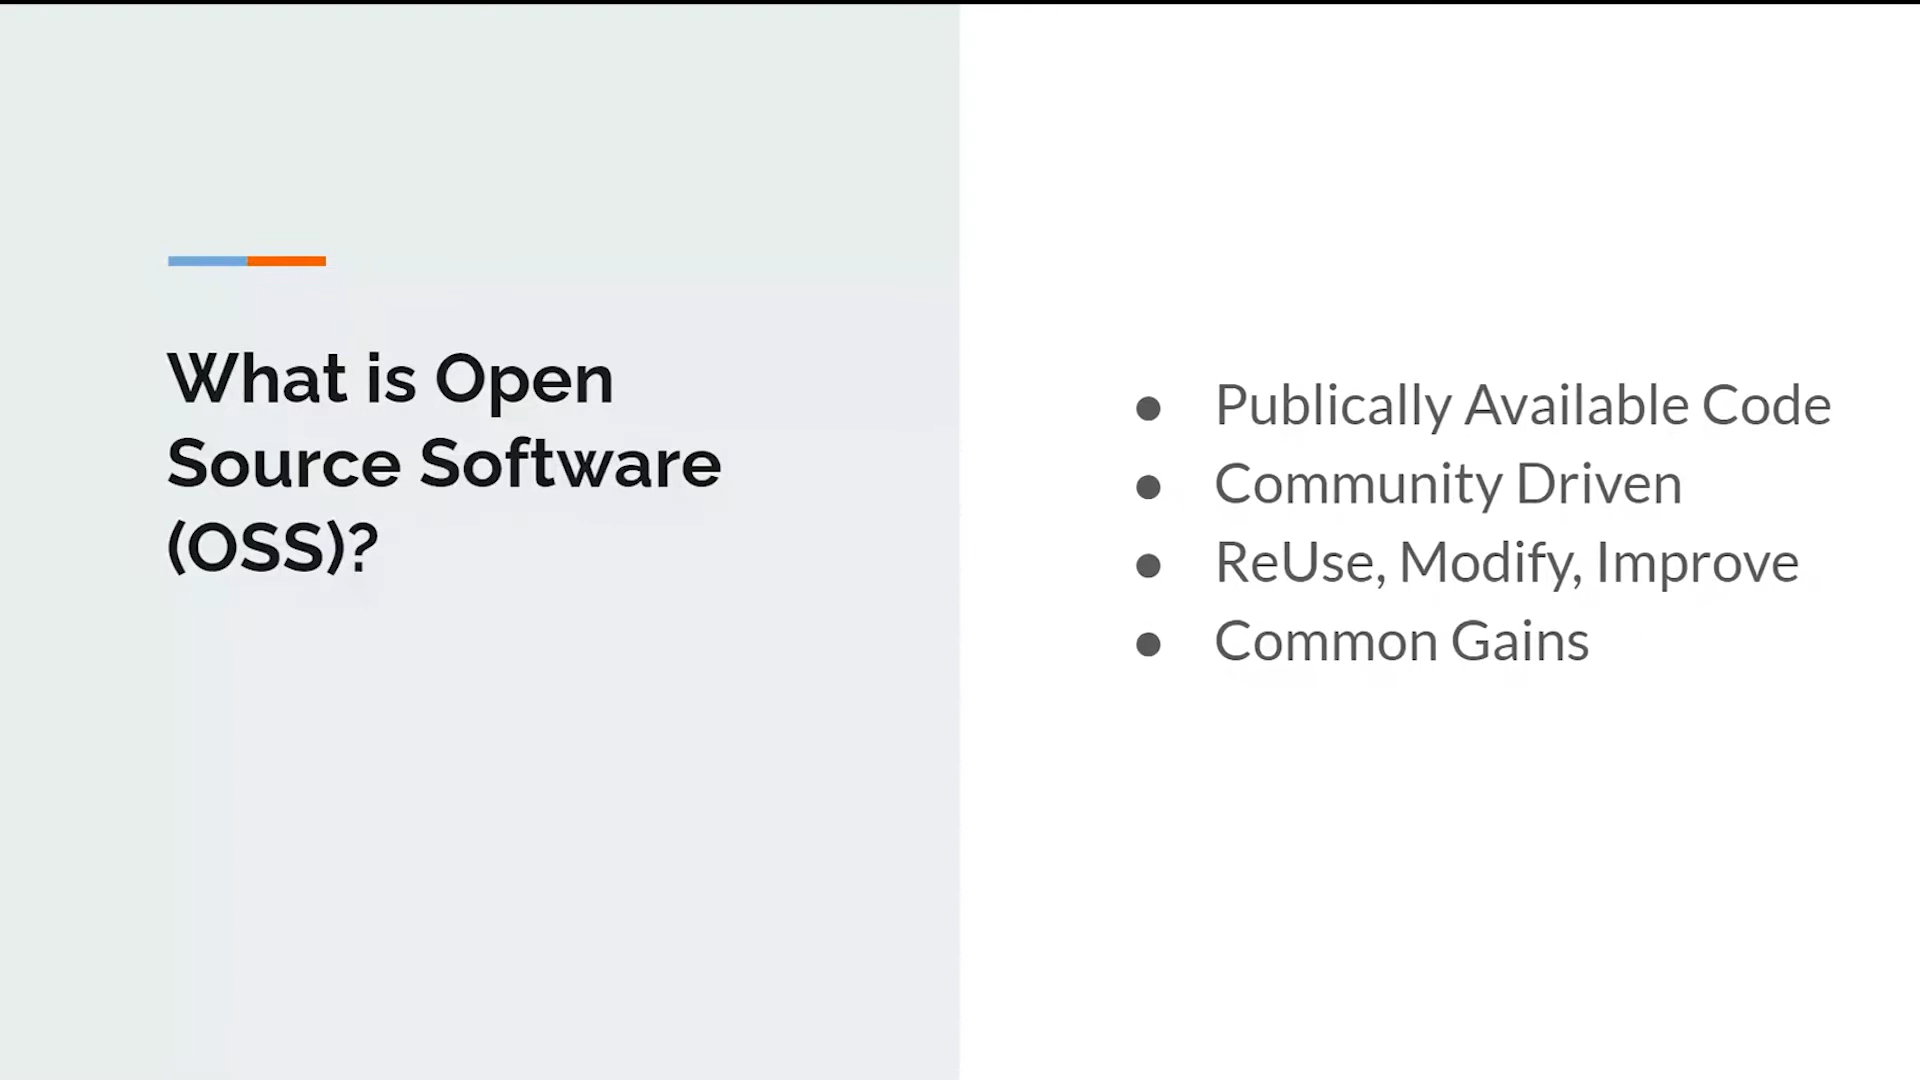 What is Open
Source Software
(OSS)?
● Publically Available Code
● Community Driven
● ReUse, Modify, Improve
● Common Gains